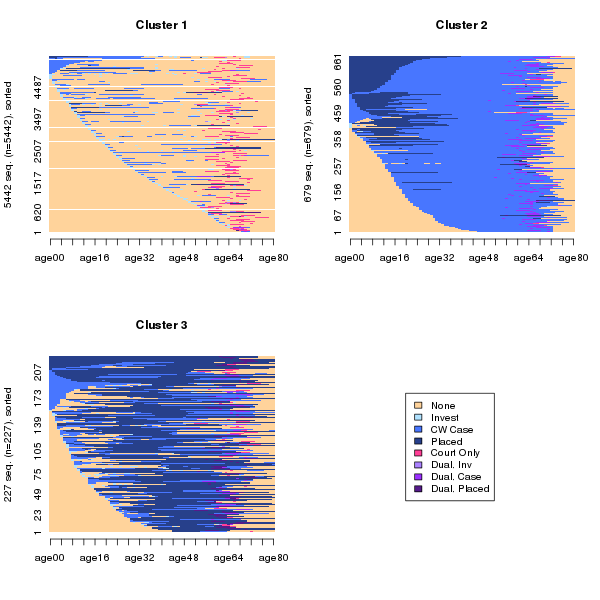 Cluster 1
5442 seq. (n=5442), sorted
1 620 1517 2507 3497 4487
age00 age16 age32 age48 age64 age80
Cluster 2
679 seq. (n=679), sorted
1 67 156 257 358 459 560 661
age00 age16 age32 age48 age64 age80
Cluster 3
227 seq. (n=227), sorted
1 23 49 75 105 139 173 207
age00 age16 age32 age48 age64 age80
None
Invest
CW Case
Placed
Court Only
Dual. Inv
Dual. Case
Dual. Placed